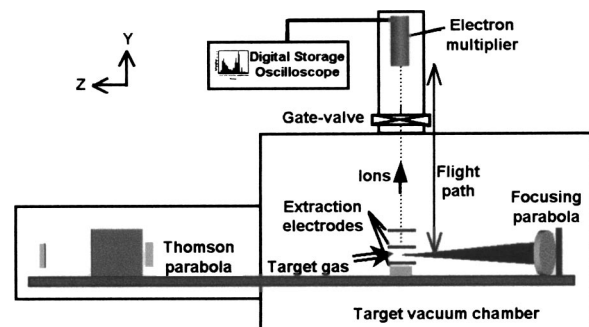 Electron
multiplier
Digital Storage
Oscilloscope
Y
Z
Gate-valve
Ions
Flight
path
Focusing
parabola
Extraction
electrodes
Thomson
parabola
Target gas
Target vacuum chamber